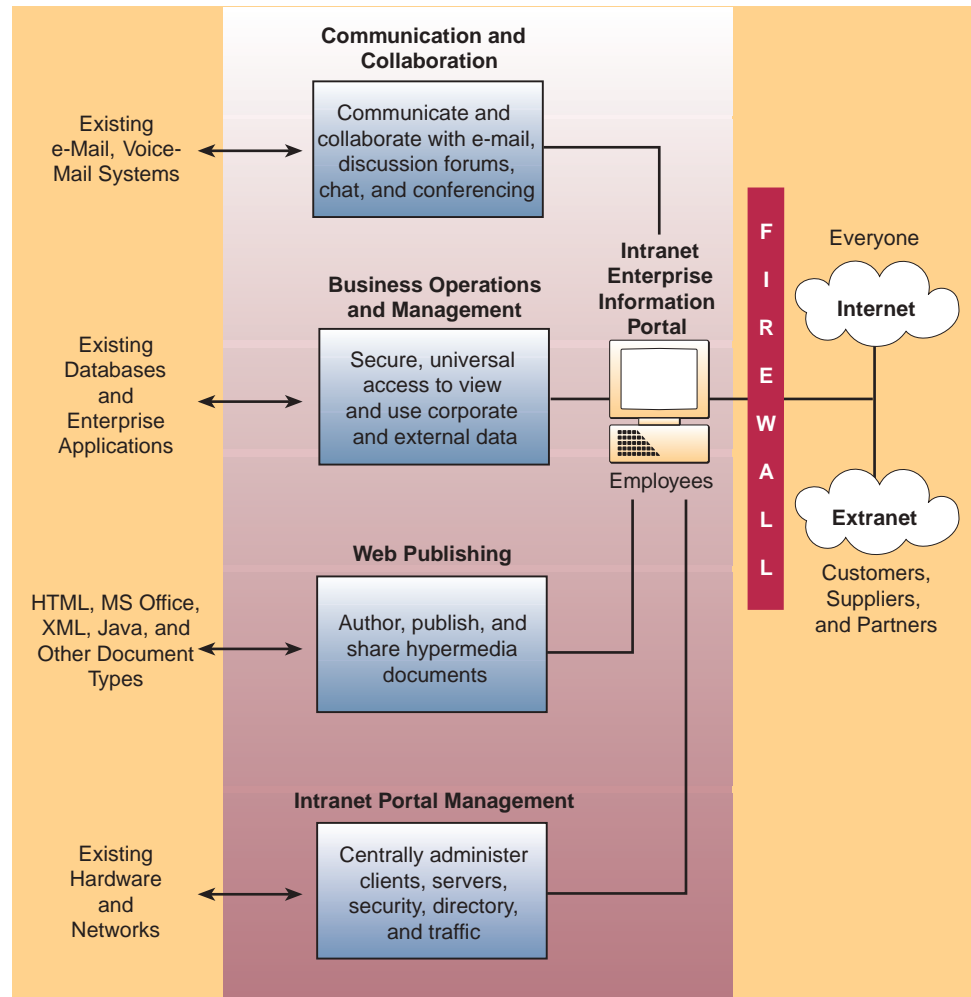 Communication and
Collaboration
Existing
e-Mail, Voice-
Mail Systems
Communicate and
collaborate with e-mail,
discussion forums,
chat, and conferencing
Business Operations
and Management
Existing
Databases
and
Enterprise
Applications
Secure, universal
access to view
and use corporate
and external data
Intranet
Enterprise
Information
Portal
Employees
FIREWALL
Everyone
Internet
Extranet
Customers,
Suppliers,
and Partners
Web Publishing
HTML, MS Office,
XML, Java, and
Other Document
Types
Author, publish, and
share hypermedia
documents
Intranet Portal Management
Existing
Hardware
and
Networks
Centrally administer
clients, servers,
security, directory,
and traffic